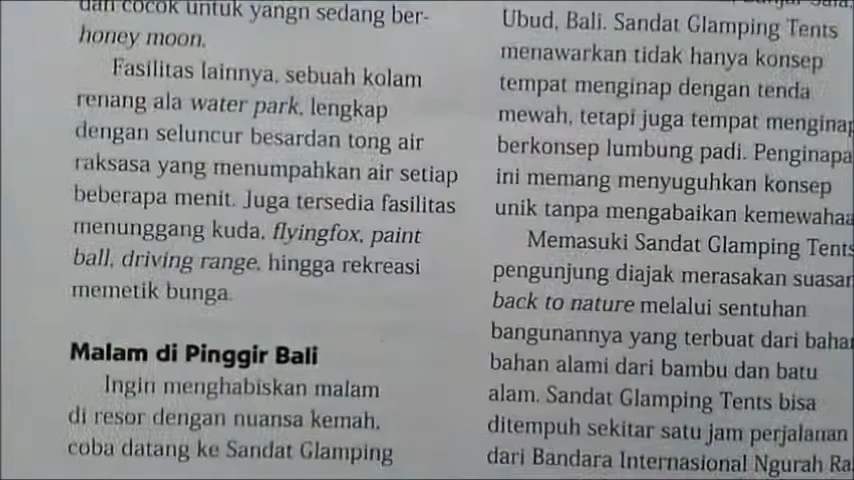 dan cocok untuk yangn sedang ber-
honey moon.
Fasilitas lainnya, sebuah kolam
renang ala water park, lengkap
dengan seluncur besardan tong air
raksasa yang menumpahkan air setiap
beberapa menit. Juga tersedia fasilitas
menunggang kuda, flyingfox, paint
ball, driving range, hingga rekreasi
memetik bunga.
Malam di Pinggir Bali
Ingin menghabiskan malam
di resor dengan nuansa kemah,
coba datang ke Sandat Glamping
Ubud, Bali. Sandat Glamping Tents
menawarkan tidak hanya konsep
tempat menginap dengan tenda
mewah, tetapi juga tempat menginap
berkonsep lumbung padi. Penginapa
ini memang menyuguhkan konsep
unik tanpa mengabaikan kemewahaa
Memasuki Sandat Glamping Tents
pengunjung diajak merasakan suasan
back to nature melalui sentuhan
bangunannya yang terbuat dari bahan
bahan alami dari bambu dan batu
alam. Sandat Glamping Tents bisa
ditempuh sekitar satu jam perjalanan
dari Bandara Internasional Ngurah Ra